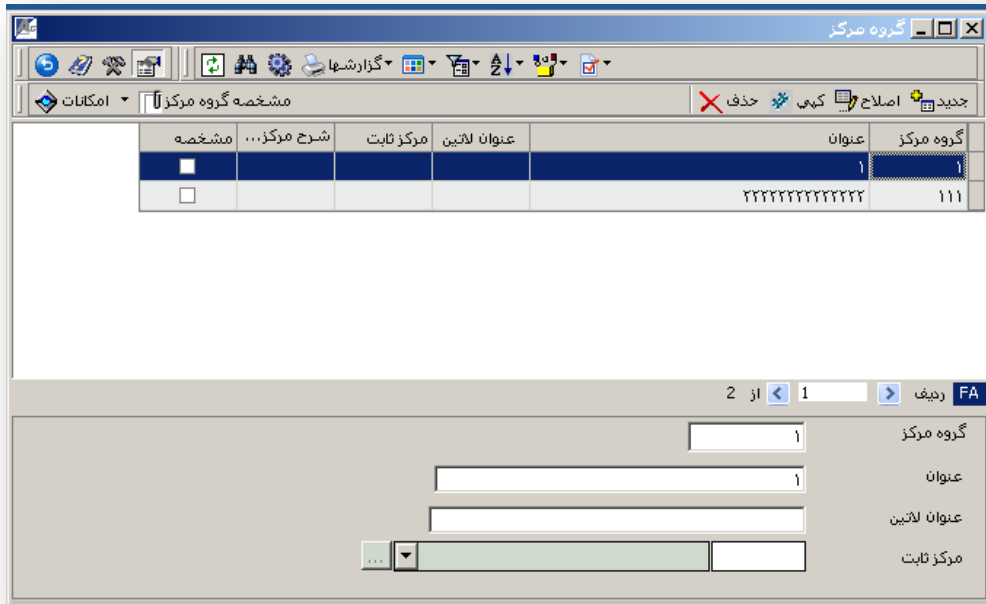 گروه مرکز
گزارشها
جدید اصلاح کپی حذف مشخصه گروه مرکز امکانات
گروه مرکز عنوان عنوان لاتین مرکز ثابت شرح مرکز... مشخصه
۱ ۱
۱۱۱ ۲۲۲۲۲۲۲۲۲۲۲۲۲۲
FA ردیف 1 از 2
گروه مرکز ۱
عنوان ۱
عنوان لاتین
مرکز ثابت ...